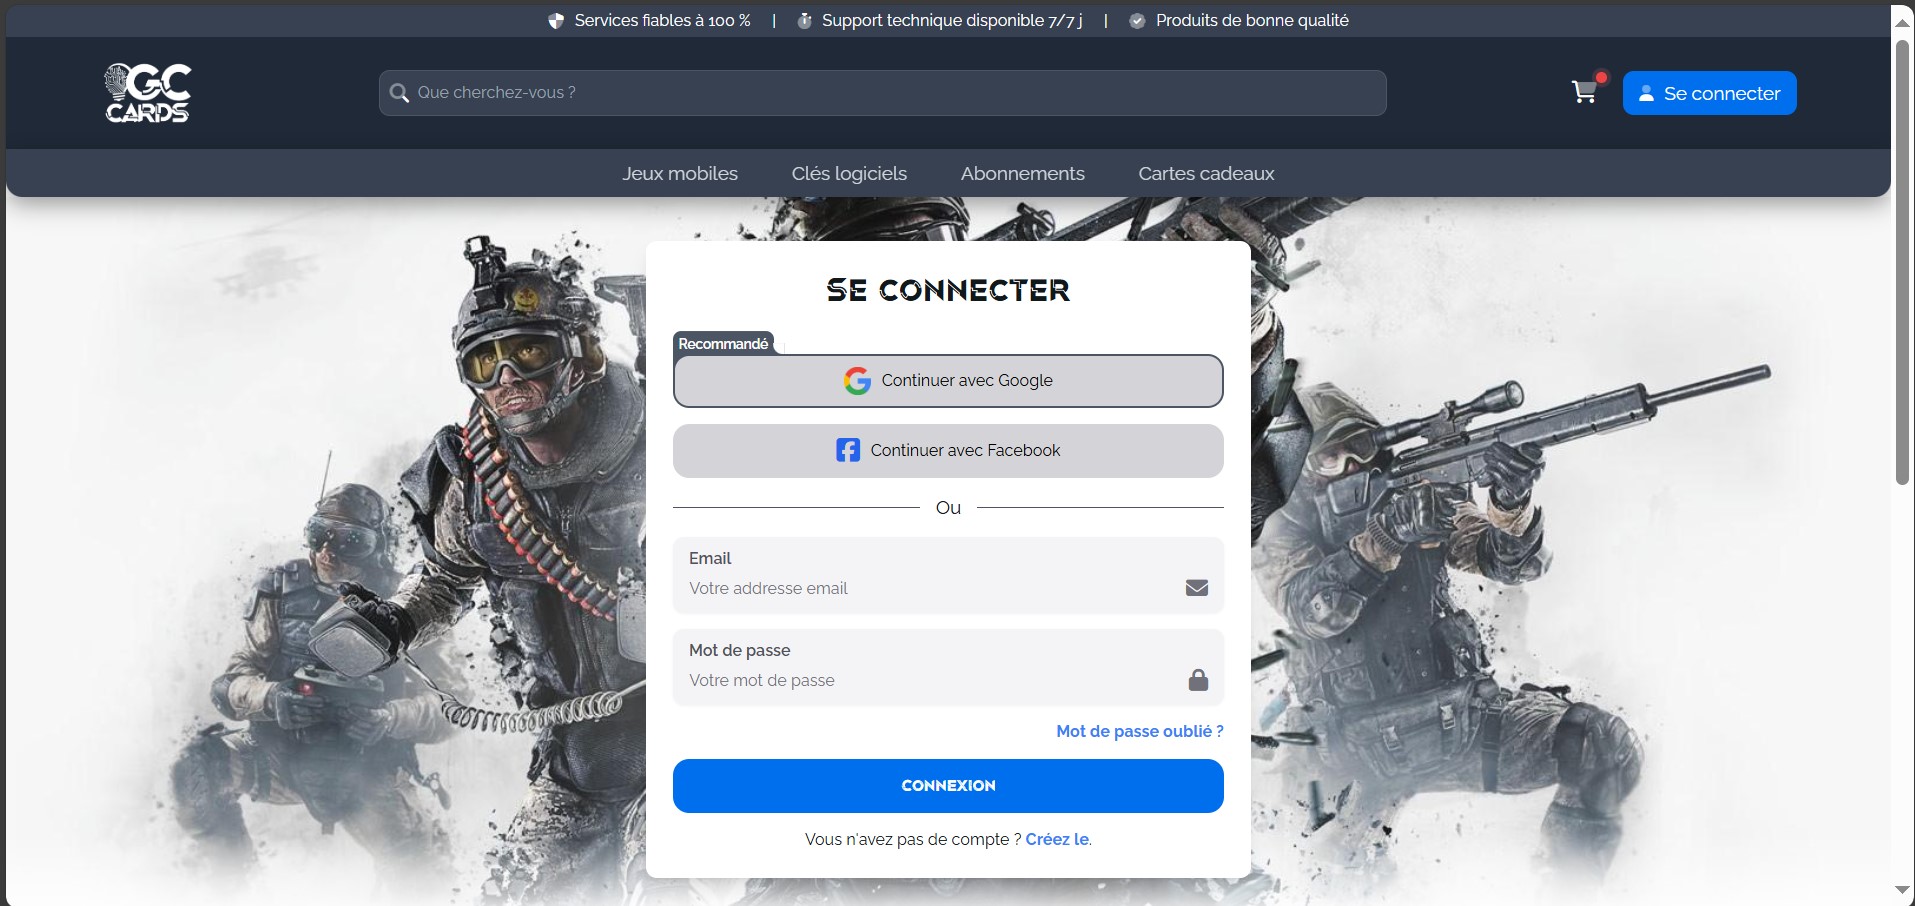 Services fiables à 100 % | Support technique disponible 7/7 j | Produits de bonne qualité
GC
CARDS
Que cherchez-vous ?
Se connecter
Jeux mobiles Clés logiciels Abonnements Cartes cadeaux
SE CONNECTER
Recommandé
Continuer avec Google
Continuer avec Facebook
Ou
Email
Votre addresse email
Mot de passe
Votre mot de passe
Mot de passe oublié ?
CONNEXION
Vous n'avez pas de compte ? Créez le.